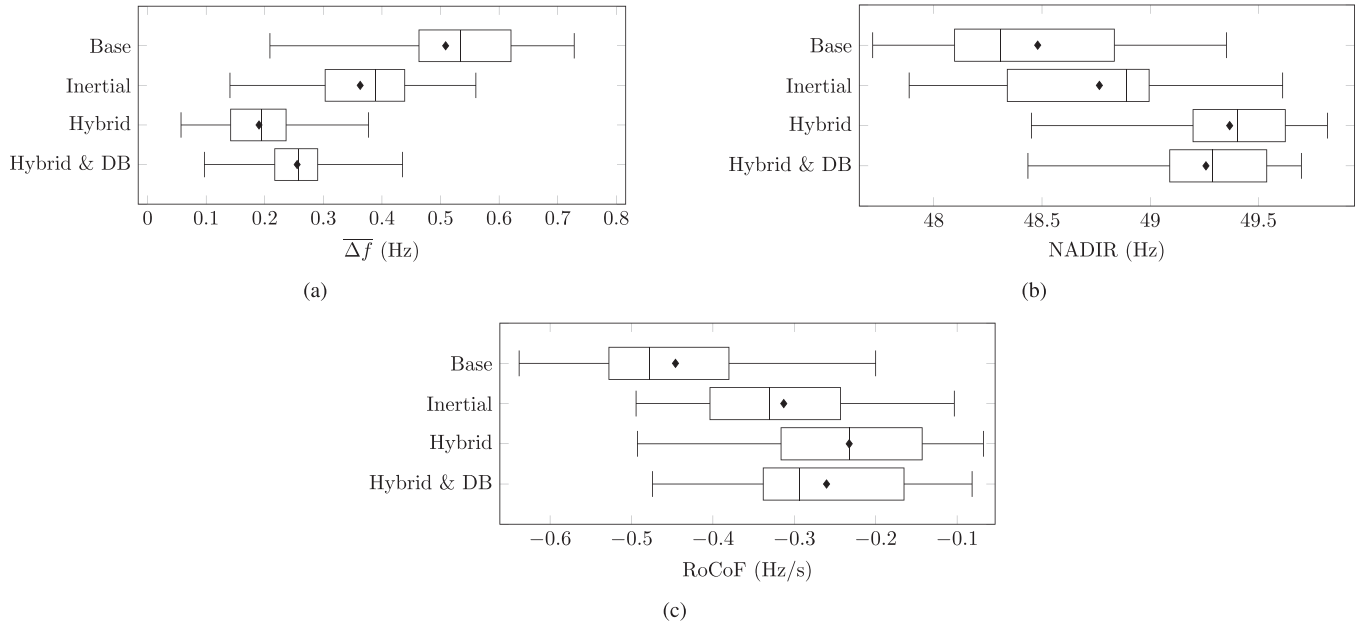 Base
Inertial
Hybrid
Hybrid & DB
0 0.1 0.2 0.3 0.4 0.5 0.6 0.7 0.8
Δf (Hz)
(a)
Base
Inertial
Hybrid
Hybrid & DB
48 48.5 49 49.5
NADIR (Hz)
(b)
Base
Inertial
Hybrid
Hybrid & DB
−0.6 −0.5 −0.4 −0.3 −0.2 −0.1
RoCoF (Hz/s)
(c)